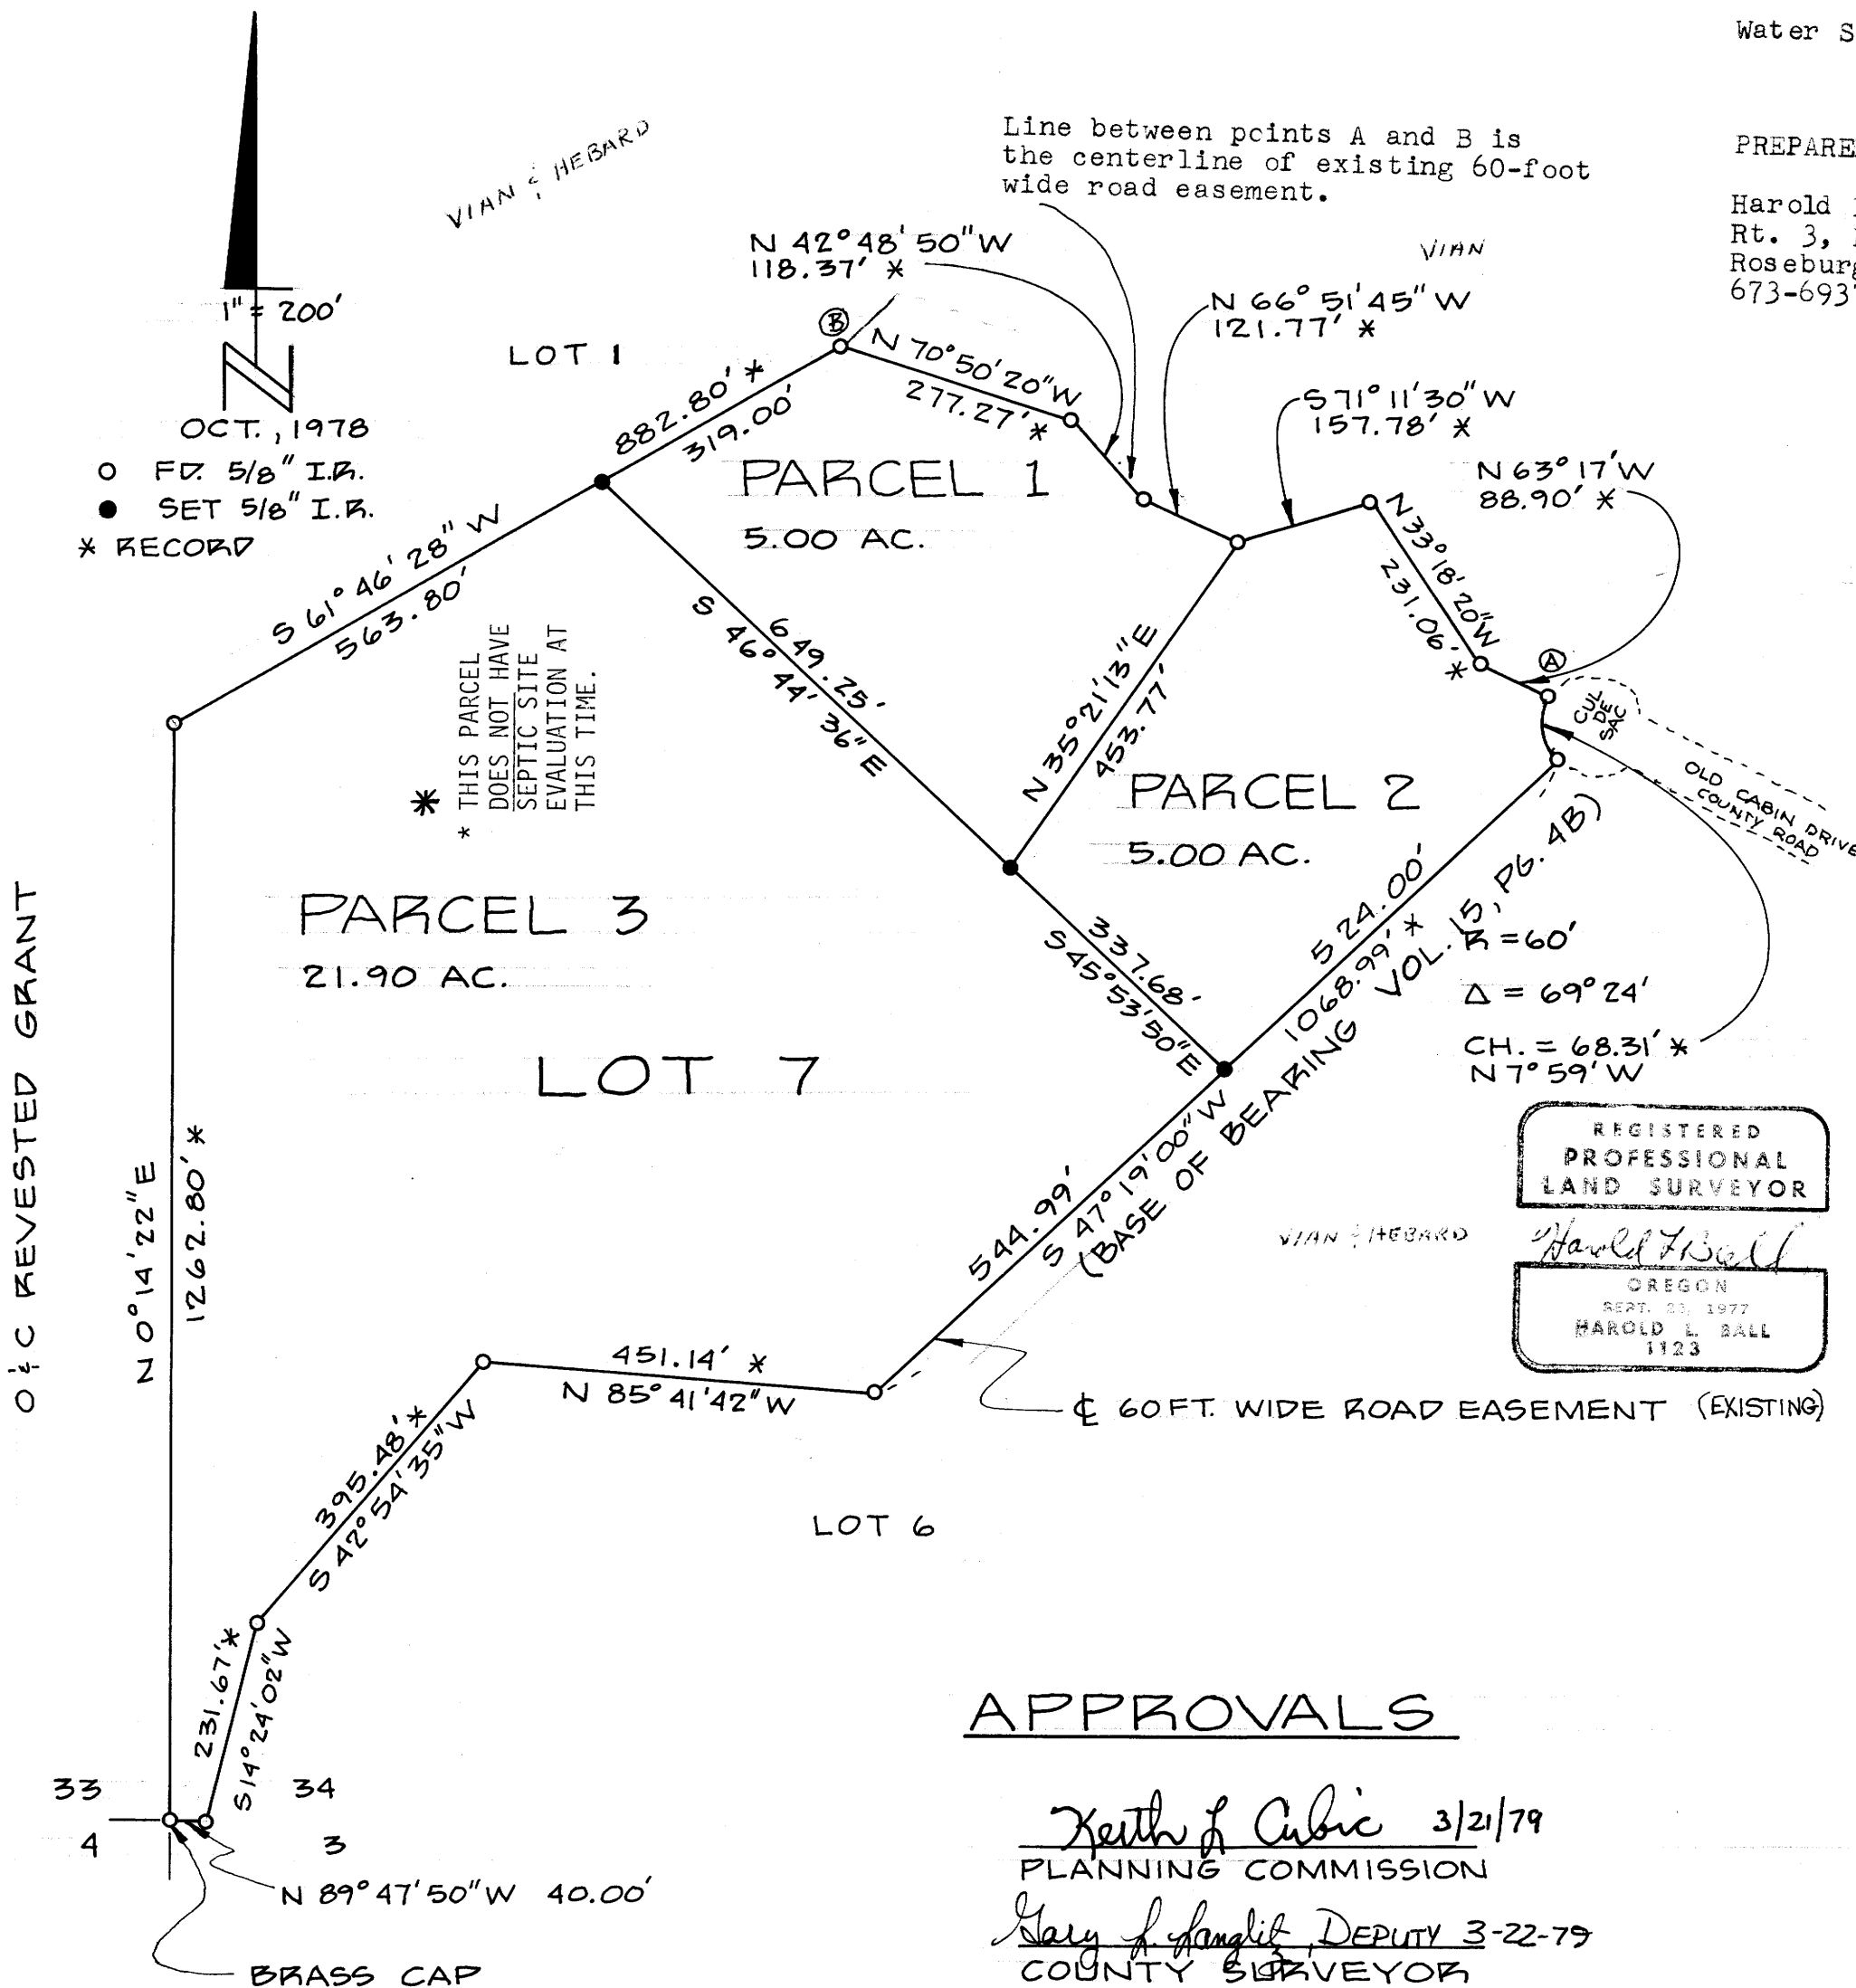 Water S
PREPARE
Harold
Rt. 3,
Roseburg
673-693
VIAN & HEBARD
Line between points A and B is
the centerline of existing 60-foot
wide road easement.
VIAN
1" = 200'
N
OCT., 1978
○ FD. 5/8" I.R.
● SET 5/8" I.R.
* RECORD
LOT 1
N 42° 48' 50" W
118.37' *
N 66° 51' 45" W
121.77' *
B
N 70° 50' 20" W
277.27' *
S 71° 11' 30" W
157.78' *
N 63° 17' W
88.90' *
882.80' *
319.00'
PARCEL 1
5.00 AC.
N 33° 18' 20" W
231.06' *
A
CUL
DE
SAC
OLD CABIN DRIVE
COUNTY ROAD
S 61° 46' 28" W
563.80'
* THIS PARCEL
DOES NOT HAVE
SEPTIC SITE
EVALUATION AT
THIS TIME.
*
649.25'
S 46° 44' 36" E
N 35° 21' 13" E
453.77'
PARCEL 2
5.00 AC.
PARCEL 3
21.90 AC.
LOT 7
337.68'
S 45° 53' 50" E
524.00'
1068.99' *
S 47° 19' 00" W
(BASE OF BEARING VOL. 15, PG. 4B)
544.99'
R = 60'
Δ = 69° 24'
CH. = 68.31' *
N 7° 59' W
O & C REVESTED GRANT
N 0° 14' 22" E
1262.80' *
REGISTERED
PROFESSIONAL
LAND SURVEYOR
Harold L Ball
OREGON
SEPT. 23, 1977
HAROLD L. BALL
1123
VIAN & HEBARD
451.14' *
N 85° 41' 42" W
℄ 60 FT. WIDE ROAD EASEMENT (EXISTING)
395.48' *
S 42° 54' 35" W
LOT 6
231.67' *
S 14° 24' 02" W
33
34
4
3
N 89° 47' 50" W 40.00'
BRASS CAP
APPROVALS
Keith L Cubic 3/21/79
PLANNING COMMISSION
Gary L. Langlit, DEPUTY 3-22-79
COUNTY SURVEYOR